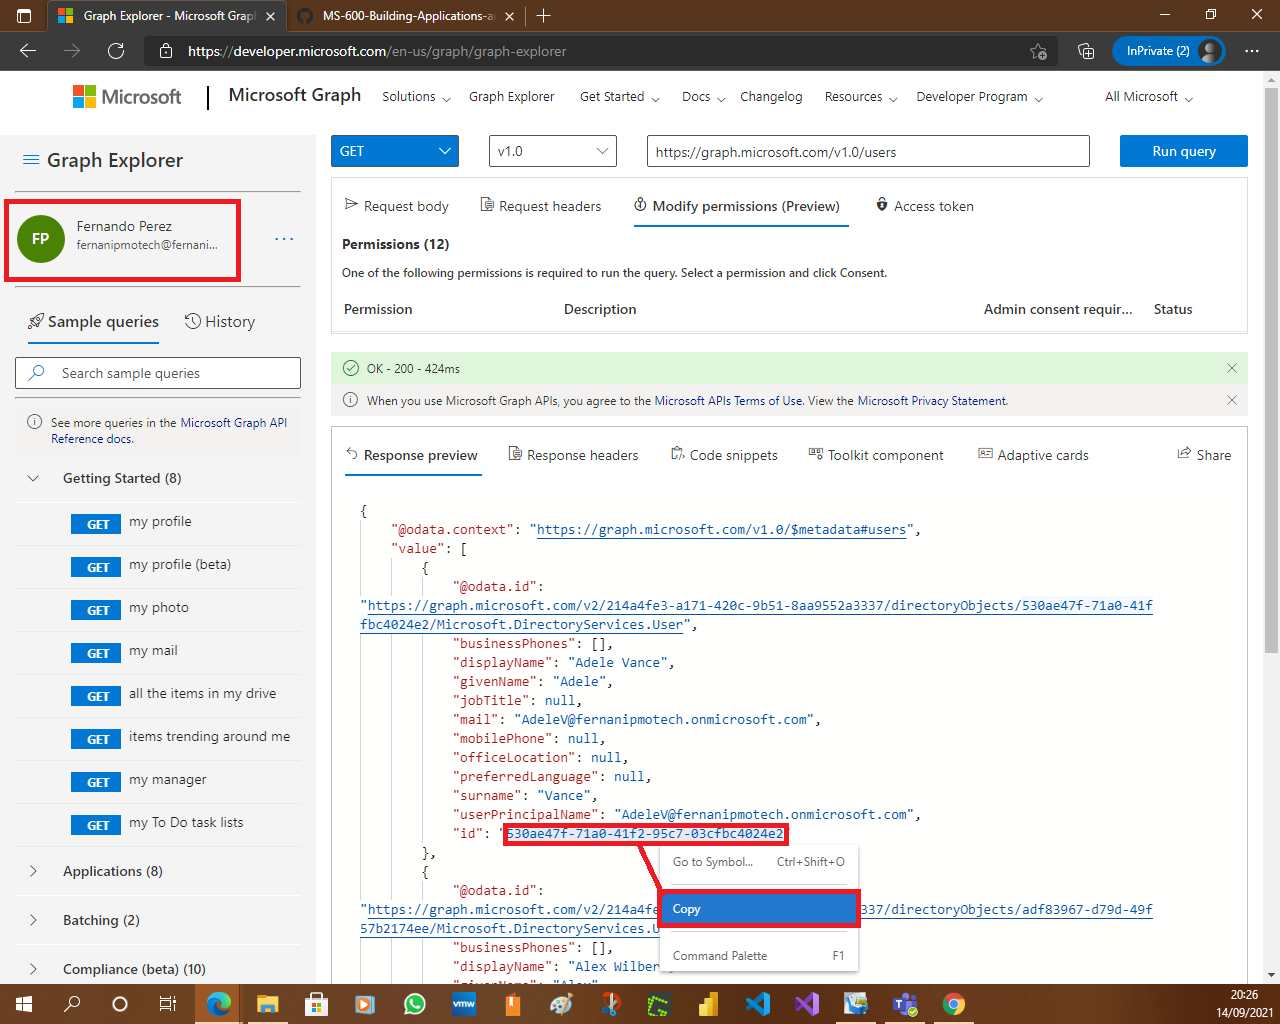 Graph Explorer - Microsoft Graph
MS-600-Building-Applications-a
https://developer.microsoft.com/en-us/graph/graph-explorer
InPrivate (2)
Microsoft
Microsoft Graph
Solutions
Graph Explorer
Get Started
Docs
Changelog
Resources
Developer Program
All Microsoft
Graph Explorer
GET
v1.0
https://graph.microsoft.com/v1.0/users
Run query
FP
Fernando Perez
fernanipmotech@fernani...
...
Request body
Request headers
Modify permissions (Preview)
Access token
Permissions (12)
One of the following permissions is required to run the query. Select a permission and click Consent.
Permission
Description
Admin consent requir...
Status
Sample queries
History
Search sample queries
See more queries in the Microsoft Graph API
Reference docs.
OK - 200 - 424ms
When you use Microsoft Graph APIs, you agree to the Microsoft APIs Terms of Use. View the Microsoft Privacy Statement.
Getting Started (8)
GET my profile
GET my profile (beta)
GET my photo
GET my mail
GET all the items in my drive
GET items trending around me
GET my manager
GET my To Do task lists
Applications (8)
Batching (2)
Compliance (beta) (10)
Response preview
Response headers
Code snippets
Toolkit component
Adaptive cards
Share
{
"@odata.context": "https://graph.microsoft.com/v1.0/$metadata#users",
"value": [
{
"@odata.id":
"https://graph.microsoft.com/v2/214a4fe3-a171-420c-9b51-8aa9552a3337/directoryObjects/530ae47f-71a0-41f
fbc4024e2/Microsoft.DirectoryServices.User",
"businessPhones": [],
"displayName": "Adele Vance",
"givenName": "Adele",
"jobTitle": null,
"mail": "AdeleV@fernanipmotech.onmicrosoft.com",
"mobilePhone": null,
"officeLocation": null,
"preferredLanguage": null,
"surname": "Vance",
"userPrincipalName": "AdeleV@fernanipmotech.onmicrosoft.com",
"id": "530ae47f-71a0-41f2-95c7-03cfbc4024e2"
},
{
"@odata.id":
"https://graph.microsoft.com/v2/214a4fe 337/directoryObjects/adf83967-d79d-49f
57b2174ee/Microsoft.DirectoryServices.U
"businessPhones": [],
"displayName": "Alex Wilber
"givenName": "Alex",
Go to Symbol... Ctrl+Shift+O
Copy
Command Palette F1
vmw
20:26
14/09/2021